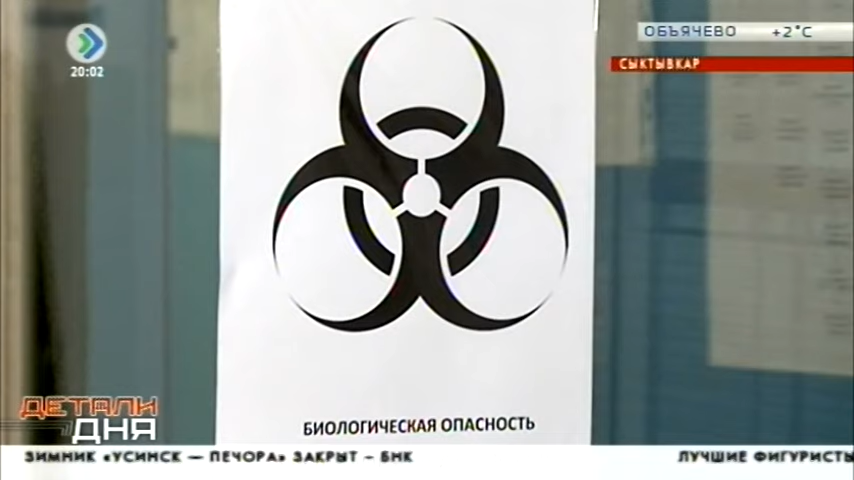 20:02
ОБЪЯЧЕВО +2°C
СЫКТЫВКАР
БИОЛОГИЧЕСКАЯ ОПАСНОСТЬ
ДЕТАЛИ
ДНЯ
ЗИМНИК «УСИНСК — ПЕЧОРА» ЗАКРЫТ – БНК
ЛУЧШИЕ ФИГУРИСТЫ